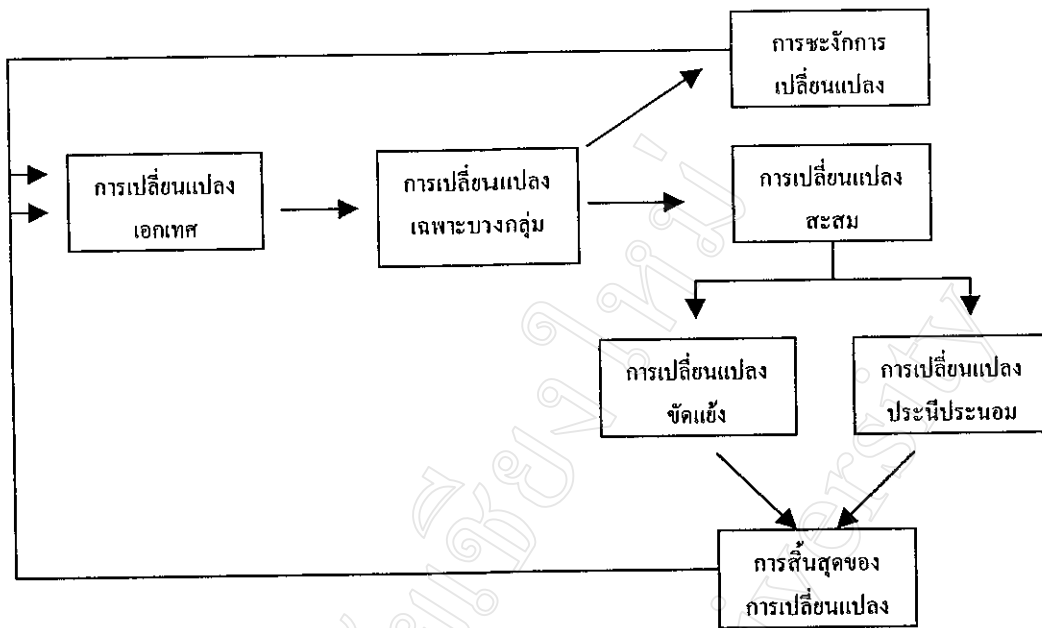 การชะงักการ
เปลี่ยนแปลง
การเปลี่ยนแปลง
เอกเทศ
การเปลี่ยนแปลง
เฉพาะบางกลุ่ม
การเปลี่ยนแปลง
สะสม
การเปลี่ยนแปลง
ขัดแย้ง
การเปลี่ยนแปลง
ประนีประนอม
การสิ้นสุดของ
การเปลี่ยนแปลง